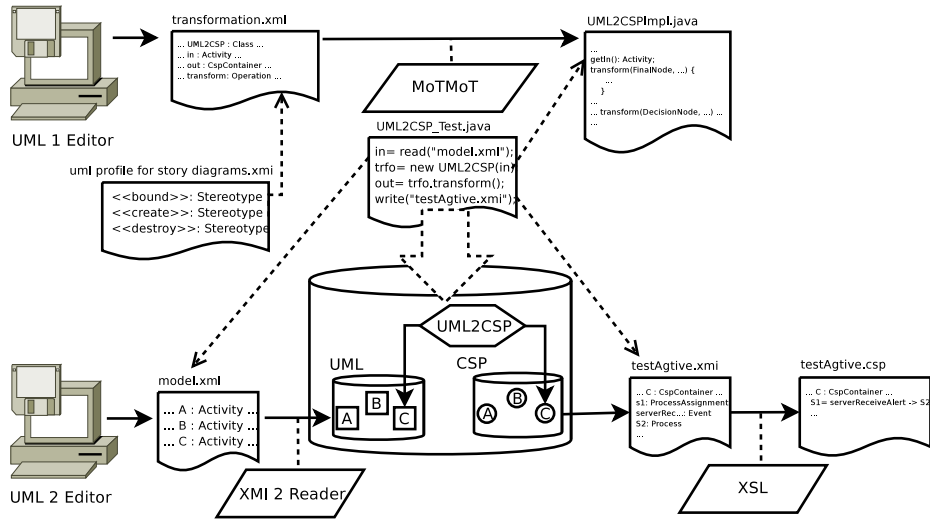 transformation.xml
... UML2CSP : Class ...
... in : Activity ...
... out : CspContainer ...
... transform: Operation ...
UML 1 Editor
MoTMoT
UML2CSPImpl.java
...
getIn(): Activity;
transform(FinalNode, ...) {
...
}
...
... transform(DecisionNode, ...) ...
...
uml profile for story diagrams.xmi
<<bound>>: Stereotype
<<create>>: Stereotype
<<destroy>>: Stereotype
UML2CSP_Test.java
in= read("model.xml");
trfo= new UML2CSP(in)
out= trfo.transform();
write("testAgtive.xmi");
UML2CSP
UML
A
B
C
CSP
A
B
C
UML 2 Editor
model.xml
... A : Activity ...
... B : Activity ...
... C : Activity ...
XMI 2 Reader
testAgtive.xmi
... C : CspContainer
s1: ProcessAssignment
serverRec...: Event
S2: Process
...
XSL
testAgtive.csp
... C : CspContainer ...
S1= serverReceiveAlert -> S2
...